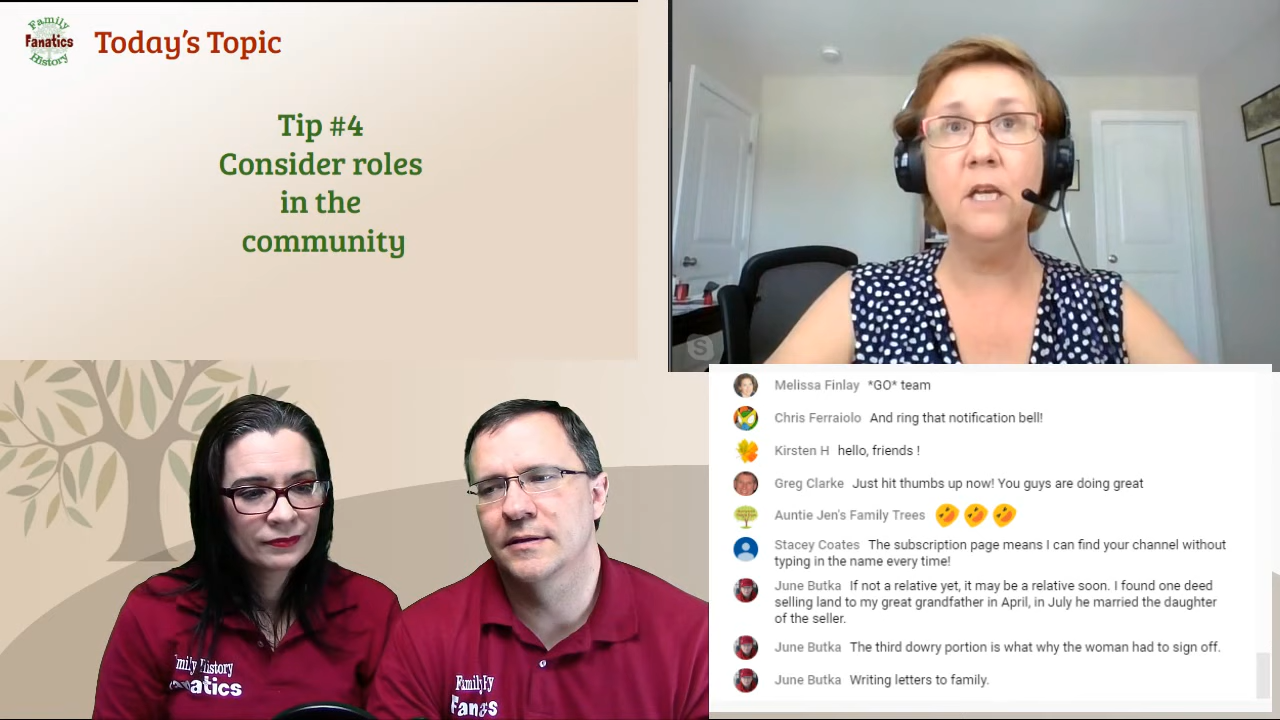 Family
Fanatics
History
Today's Topic
Tip #4
Consider roles
in the
community
S
Melissa Finlay *GO* team
Chris Ferraiolo And ring that notification bell!
Kirsten H hello, friends !
Greg Clarke Just hit thumbs up now! You guys are doing great
Auntie Jen's Family Trees
Stacey Coates The subscription page means I can find your channel without
typing in the name every time!
June Butka If not a relative yet, it may be a relative soon. I found one deed
selling land to my great grandfather in April, in July he married the daughter
of the seller.
June Butka The third dowry portion is what why the woman had to sign off.
June Butka Writing letters to family.